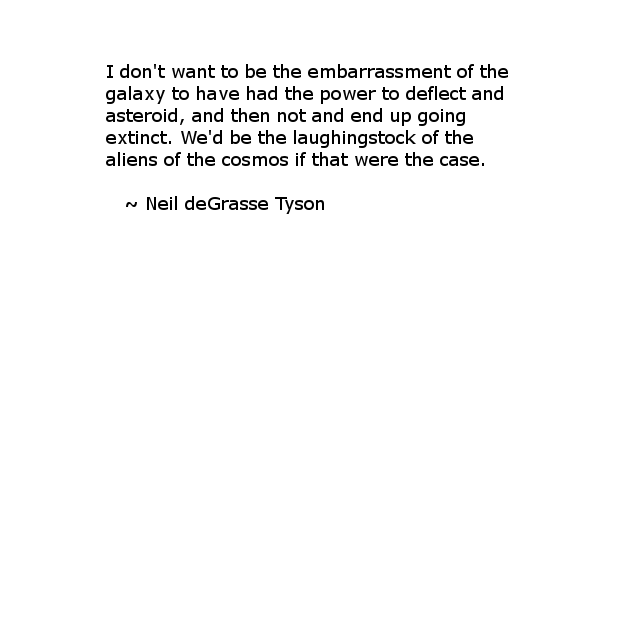 I don't want to be the embarrassment of the
galaxy to have had the power to deflect and
asteroid, and then not and end up going
extinct. We'd be the laughingstock of the
aliens of the cosmos if that were the case.
~ Neil deGrasse Tyson